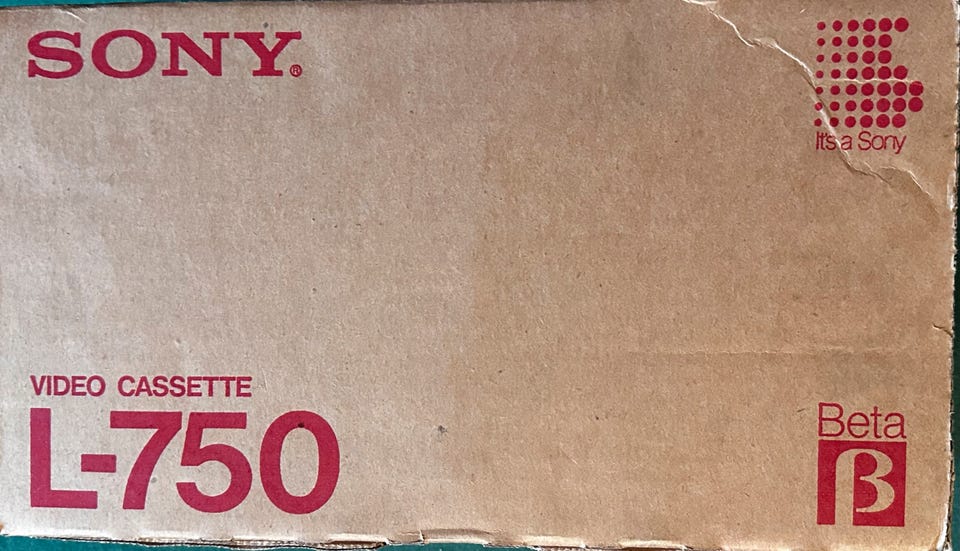 SONY®
It's a Sony
VIDEO CASSETTE
L-750
Beta
β